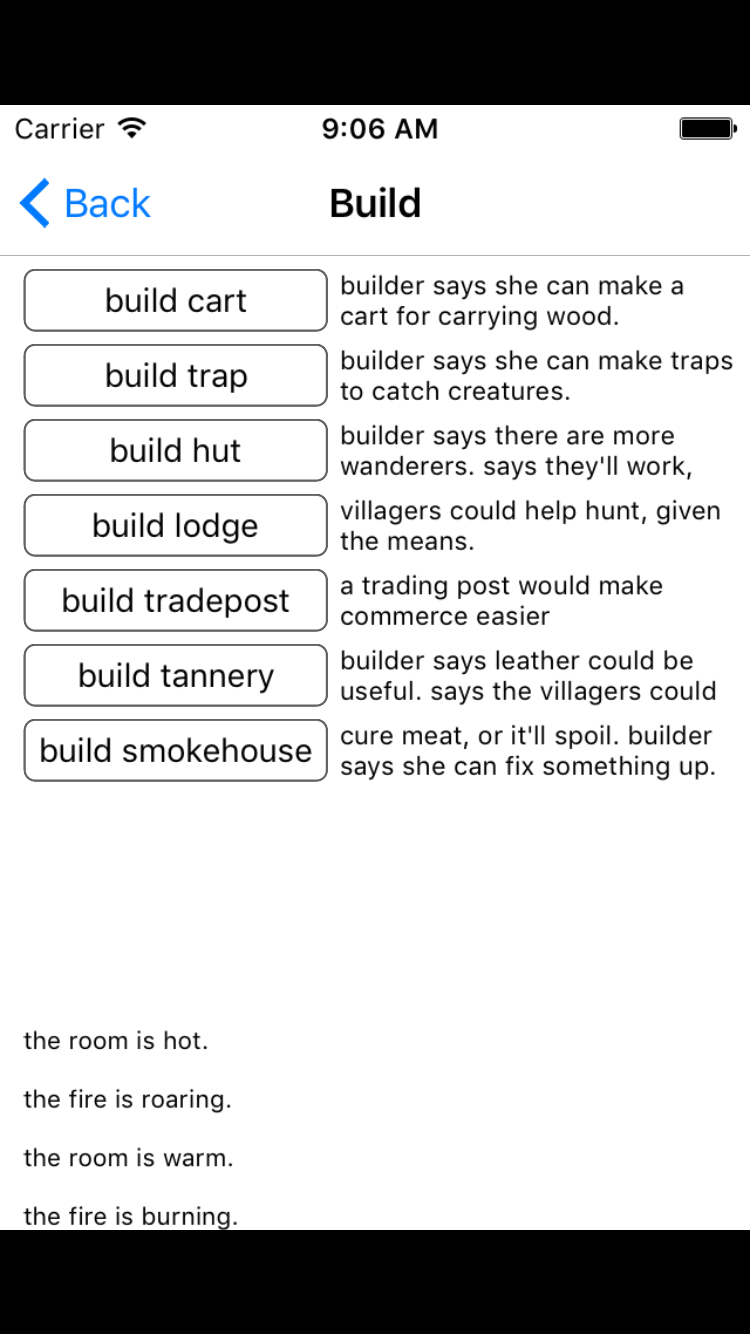 Carrier 9:06 AM
Back Build
build cart
builder says she can make a
cart for carrying wood.
build trap
builder says she can make traps
to catch creatures.
build hut
builder says there are more
wanderers. says they'll work,
build lodge
villagers could help hunt, given
the means.
build tradepost
a trading post would make
commerce easier
build tannery
builder says leather could be
useful. says the villagers could
build smokehouse
cure meat, or it'll spoil. builder
says she can fix something up.
the room is hot.
the fire is roaring.
the room is warm.
the fire is burning.